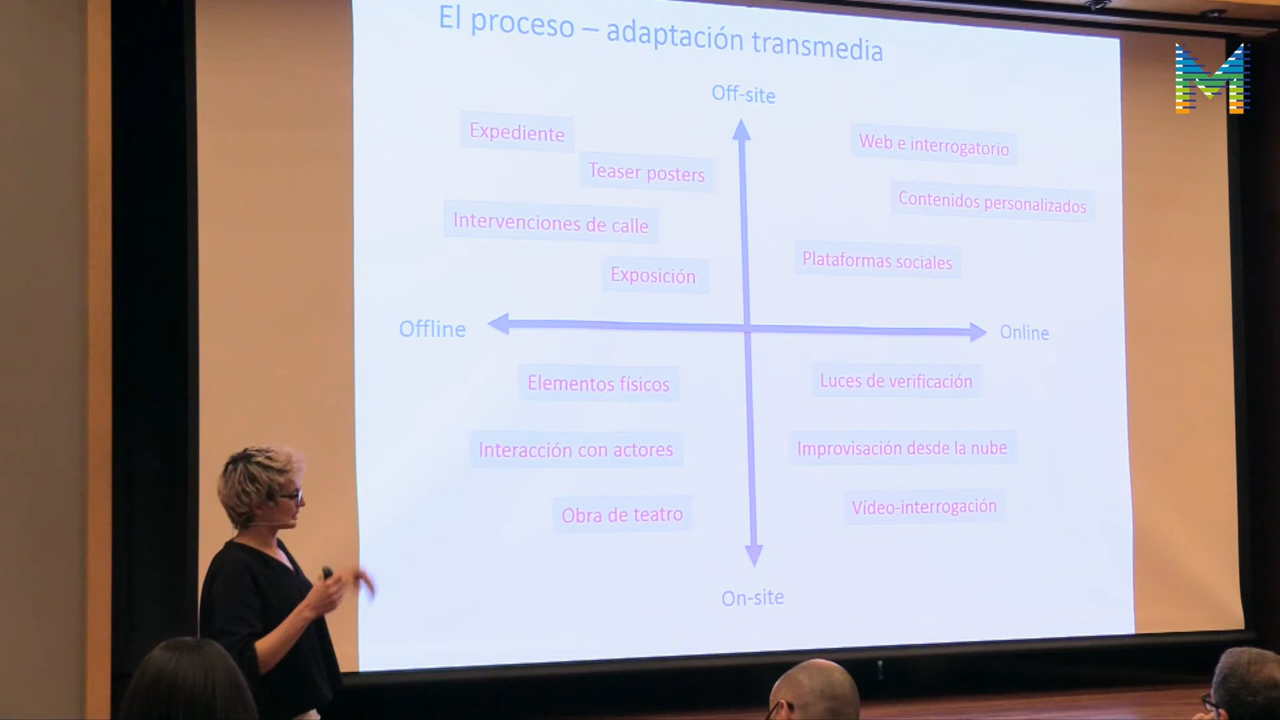 El proceso – adaptación transmedia
Off-site
Expediente
Teaser posters
Intervenciones de calle
Exposición
Web e interrogatorio
Contenidos personalizados
Plataformas sociales
Offline
Online
Elementos físicos
Interacción con actores
Obra de teatro
Luces de verificación
Improvisación desde la nube
Vídeo-interrogación
On-site
M